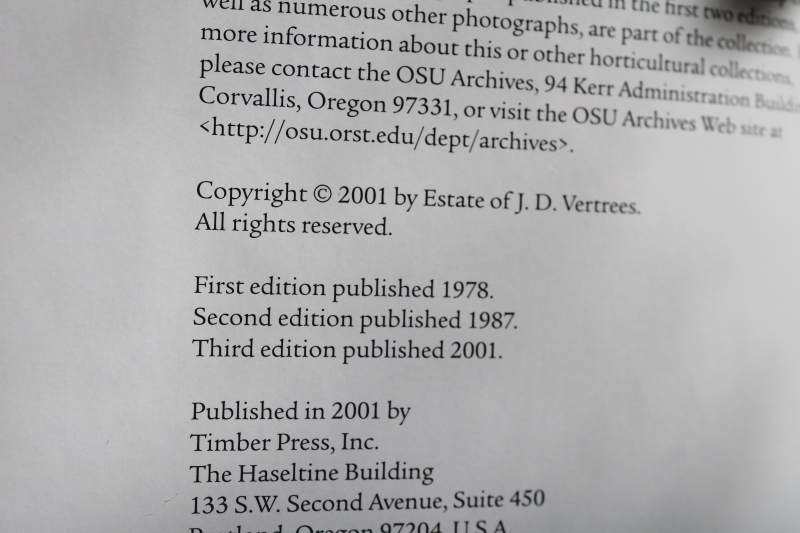 well as numerous other photographs, are part of the collection.
more information about this or other horticultural collections,
please contact the OSU Archives, 94 Kerr Administration
Corvallis, Oregon 97331, or visit the OSU Archives Web site at
<http://osu.orst.edu/dept/archives>.
Copyright © 2001 by Estate of J. D. Vertrees.
All rights reserved.
First edition published 1978.
Second edition published 1987.
Third edition published 2001.
Published in 2001 by
Timber Press, Inc.
The Haseltine Building
133 S.W. Second Avenue, Suite 450
Portland, Oregon 97204, U.S.A.